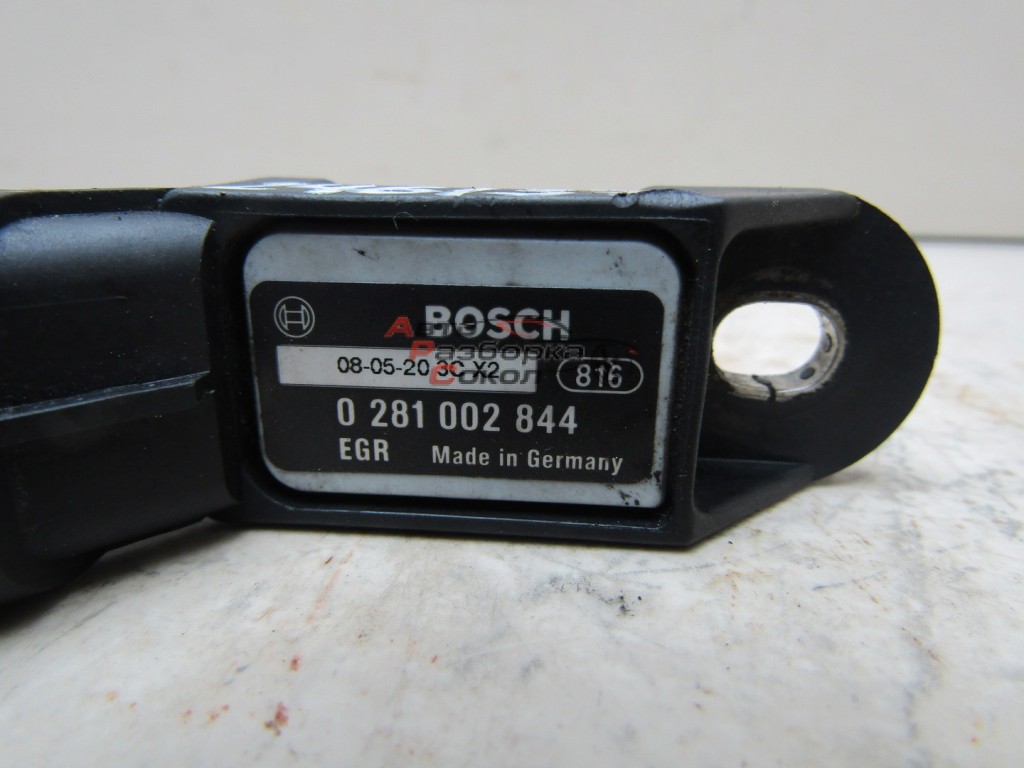 BOSCH
Авто
Разборка
Сокол
08-05-20 3C X2
816
0 281 002 844
EGR Made in Germany